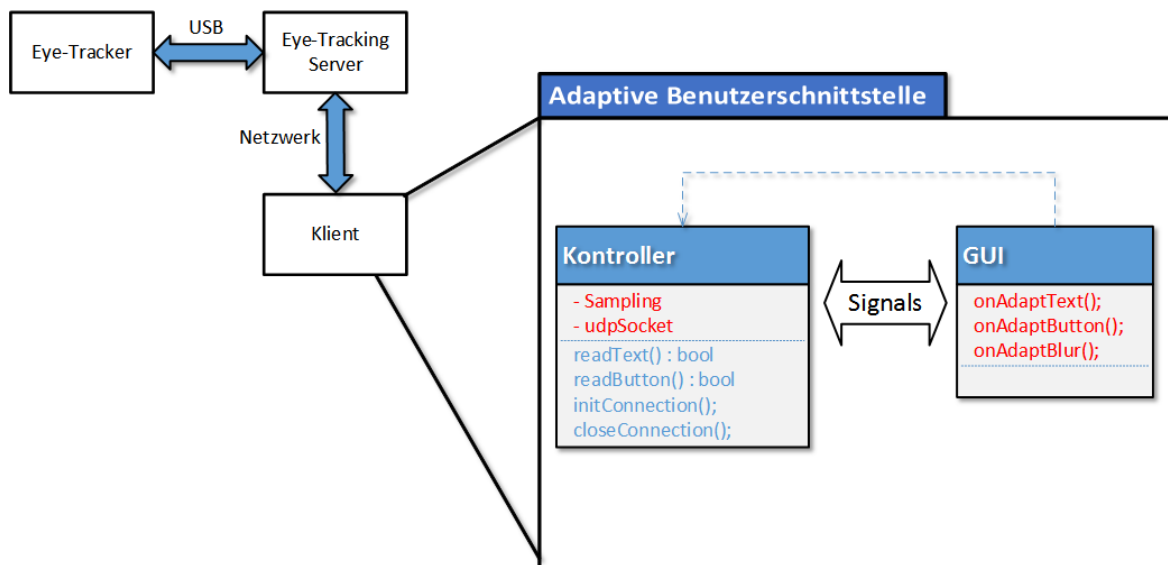 USB
Eye-Tracker
Eye-Tracking
Server
Netzwerk
Klient
Adaptive Benutzerschnittstelle
Kontroller
- Sampling
- udpSocket
readText() : bool
readButton() : bool
initConnection();
closeConnection();
Signals
GUI
onAdaptText();
onAdaptButton();
onAdaptBlur();